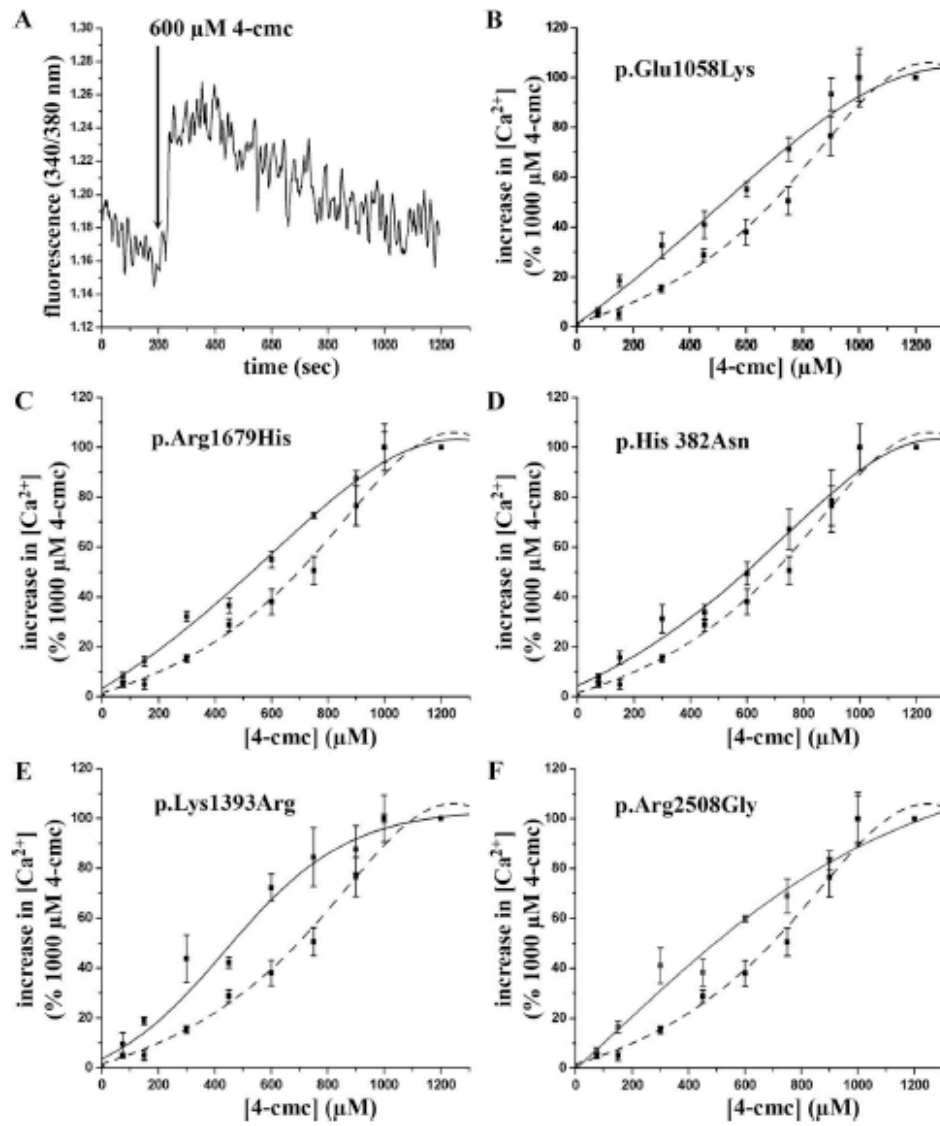 A
600 μM 4-cmc
fluorescence (340/380 nm)
1.30
1.28
1.26
1.24
1.22
1.20
1.18
1.16
1.14
1.12
0 200 400 600 800 1000 1200
time (sec)
B
p.Glu1058Lys
increase in [Ca²⁺]
(% 1000 μM 4-cmc)
120
100
80
60
40
20
0
0 200 400 600 800 1000 1200
[4-cmc] (μM)
C
p.Arg1679His
increase in [Ca²⁺]
(% 1000 μM 4-cmc)
120
100
80
60
40
20
0
0 200 400 600 800 1000 1200
[4-cmc] (μM)
D
p.His 382Asn
increase in [Ca²⁺]
(% 1000 μM 4-cmc)
120
100
80
60
40
20
0
0 200 400 600 800 1000 1200
[4-cmc] (μM)
E
p.Lys1393Arg
increase in [Ca²⁺]
(% 1000 μM 4-cmc)
120
100
80
60
40
20
0
0 200 400 600 800 1000 1200
[4-cmc] (μM)
F
p.Arg2508Gly
increase in [Ca²⁺]
(% 1000 μM 4-cmc)
120
100
80
60
40
20
0
0 200 400 600 800 1000 1200
[4-cmc] (μM)